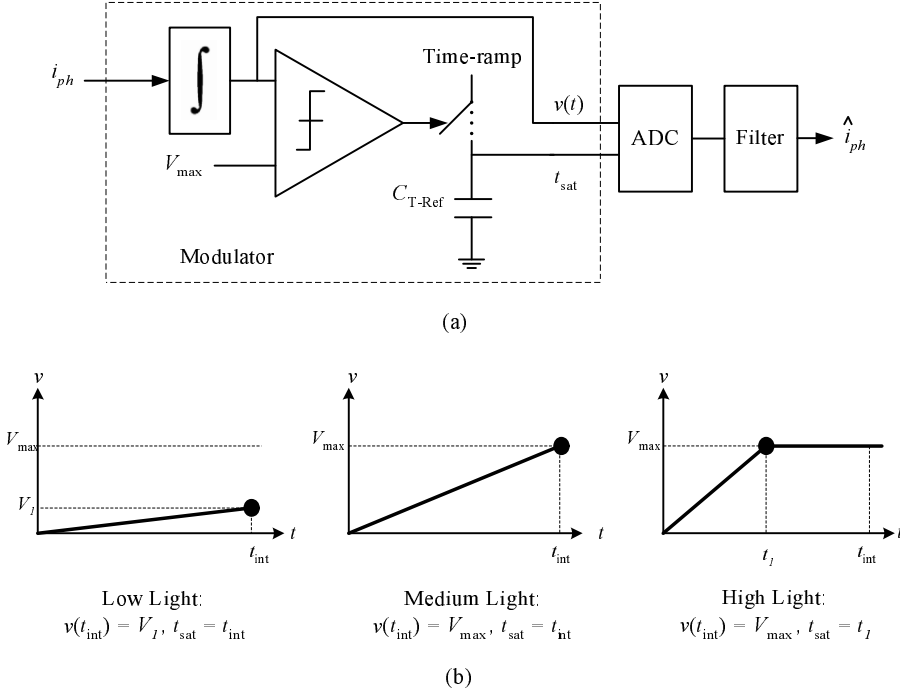 Time-ramp
i_ph
v(t)
ADC
Filter
î_ph
V_max
t_sat
C_T-Ref
Modulator
(a)
v
v
v
V_max
V_max
V_max
V_1
t
t
t
t_int
t_int
t_1
t_int
Low Light:
v(t_int) = V_1, t_sat = t_int
Medium Light:
v(t_int) = V_max, t_sat = t_int
High Light:
v(t_int) = V_max, t_sat = t_1
(b)